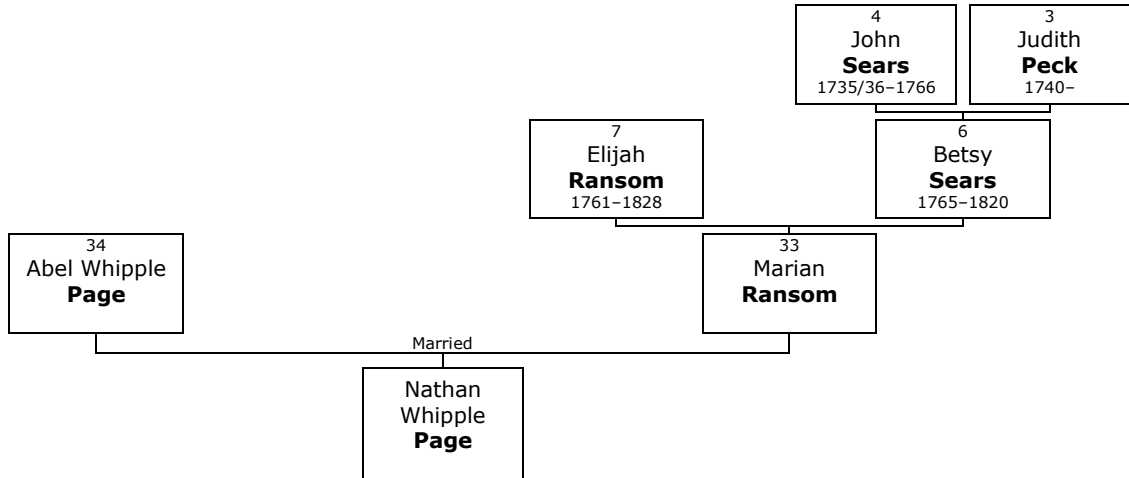 4
John
Sears
1735/36–1766
3
Judith
Peck
1740–
7
Elijah
Ransom
1761–1828
6
Betsy
Sears
1765–1820
34
Abel Whipple
Page
33
Marian
Ransom
Married
Nathan
Whipple
Page